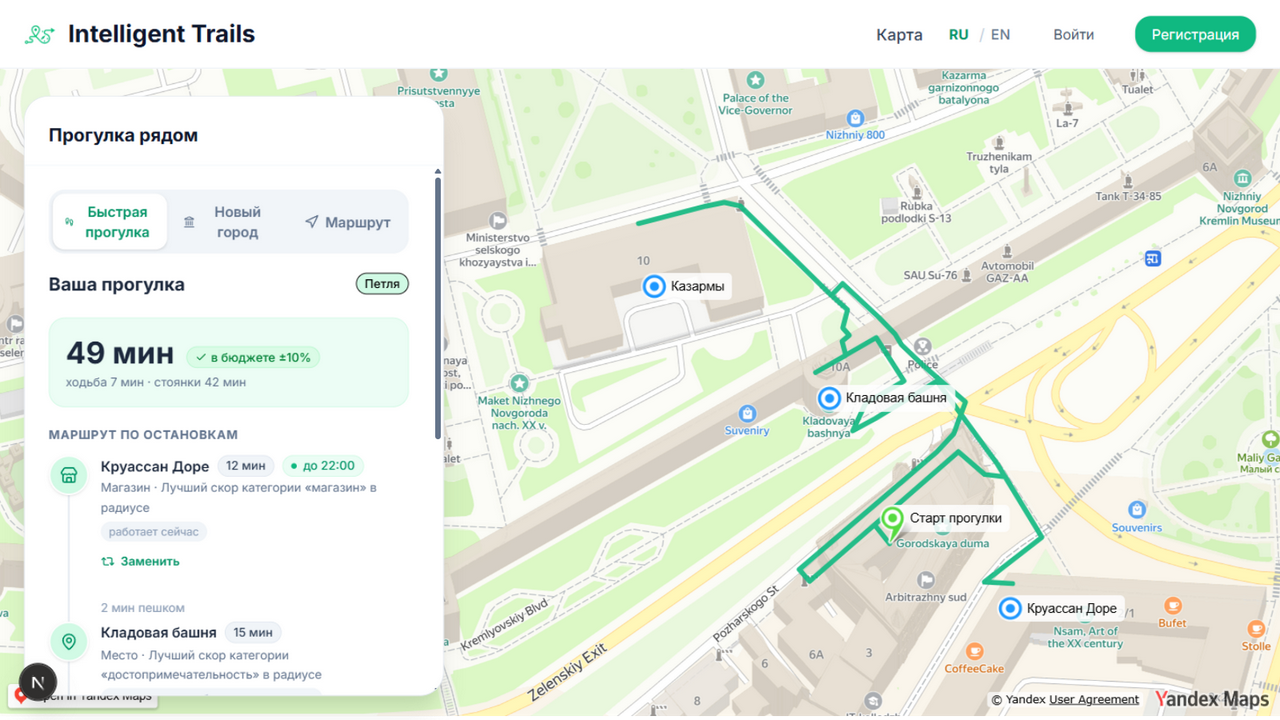 Intelligent Trails
Карта
RU / EN
Войти
Регистрация
Прогулка рядом
Быстрая
прогулка
Новый
город
Маршрут
Ваша прогулка
Петля
49 мин
в бюджете ±10%
ходьба 7 мин · стоянки 42 мин
МАРШРУТ ПО ОСТАНОВКАМ
Круассан Доре
12 мин
до 22:00
Магазин · Лучший скор категории «магазин» в
радиусе
работает сейчас
Заменить
2 мин пешком
Кладовая башня
15 мин
Место · Лучший скор категории
«достопримечательность» в радиусе
N
Prisutstvennyye
Palace of the
Vice-Governor
Nizhniy 800
Kazarma
garnizonnogo
batalyona
Tualet
La-7
Truzhenikam
tyla
6A
Tank T-34-85
Nizhniy
Novgorod
Kremlin Museum
Rubka
podlodki S-13
Ministerstvo
selskogo
khozyaystva i...
10
Казармы
SAU Su-76
Avtomobil
GAZ-AA
Police
10A
Maket Nizhnego
Novgoroda
nach. XX v.
Кладовая башня
Kladovaya
bashnya
Suveniry
Maliy
Малый
Souvenirs
Старт прогулки
Gorodskaya duma
Arbitrazhny sud
Круассан Доре
/1
Nsam, Art of
the XX century
Bufet
Stolle
CoffeeCake
Kremlyovskiy Blvd
Pozharskogo St
Zelenskiy Exit
6
6A
3
8
© Yandex User Agreement
Yandex Maps